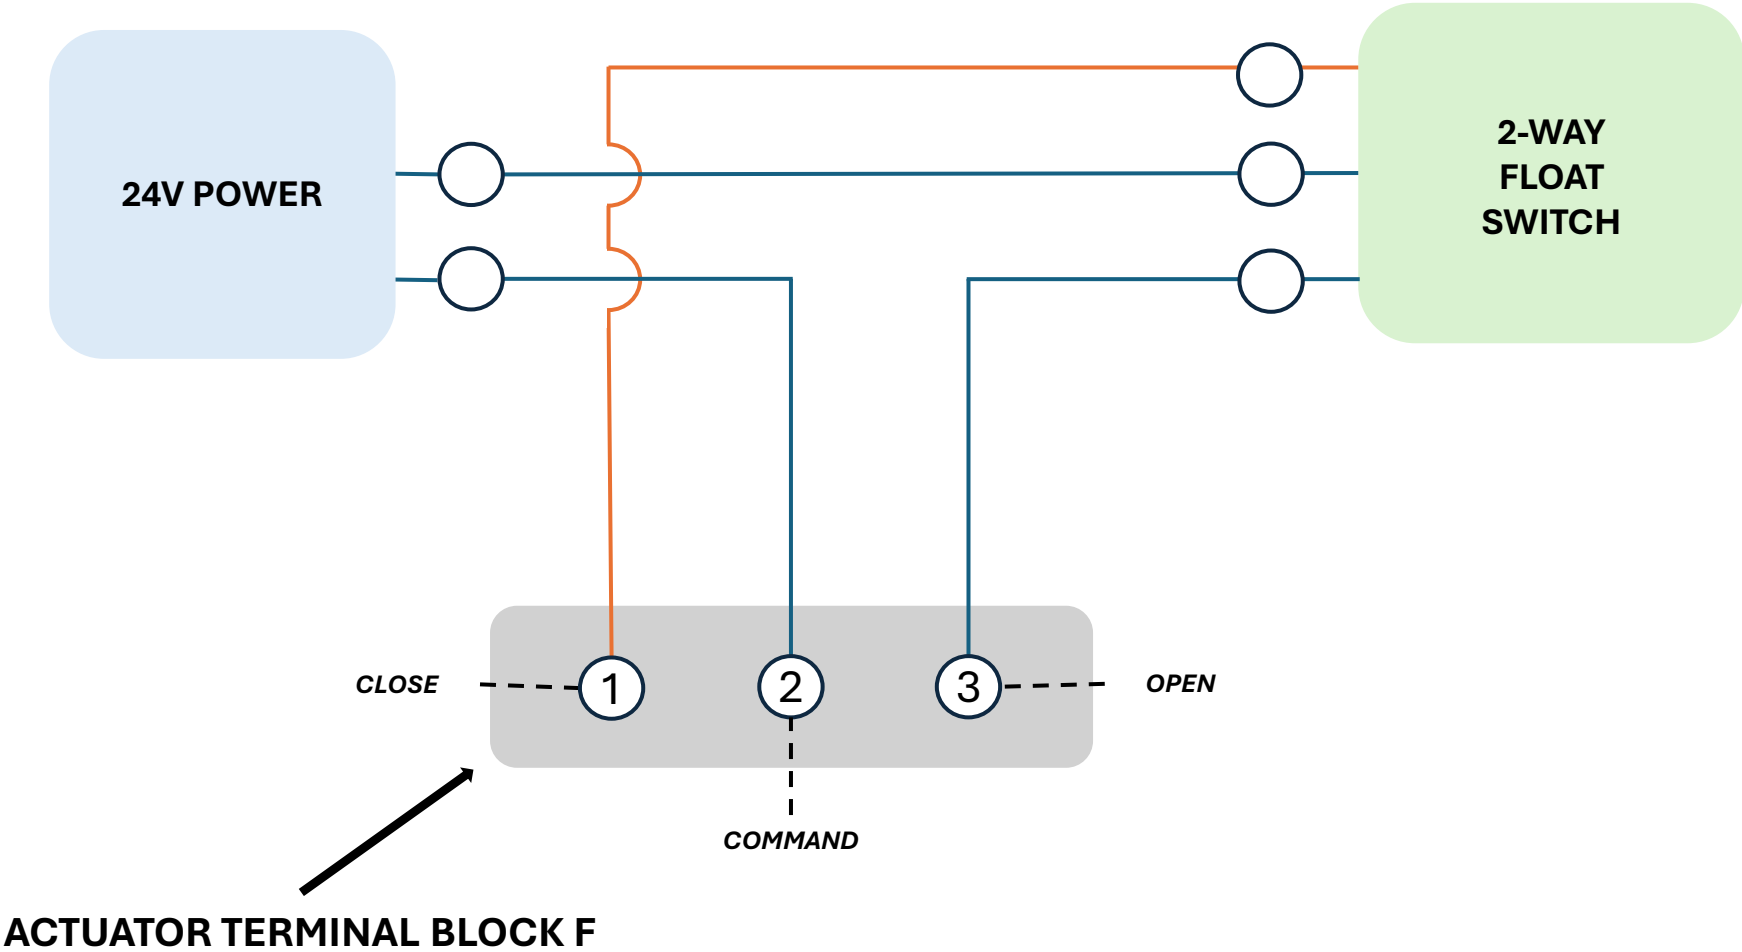 24V POWER
2-WAY
FLOAT
SWITCH
CLOSE
1
2
3
OPEN
COMMAND
ACTUATOR TERMINAL BLOCK F